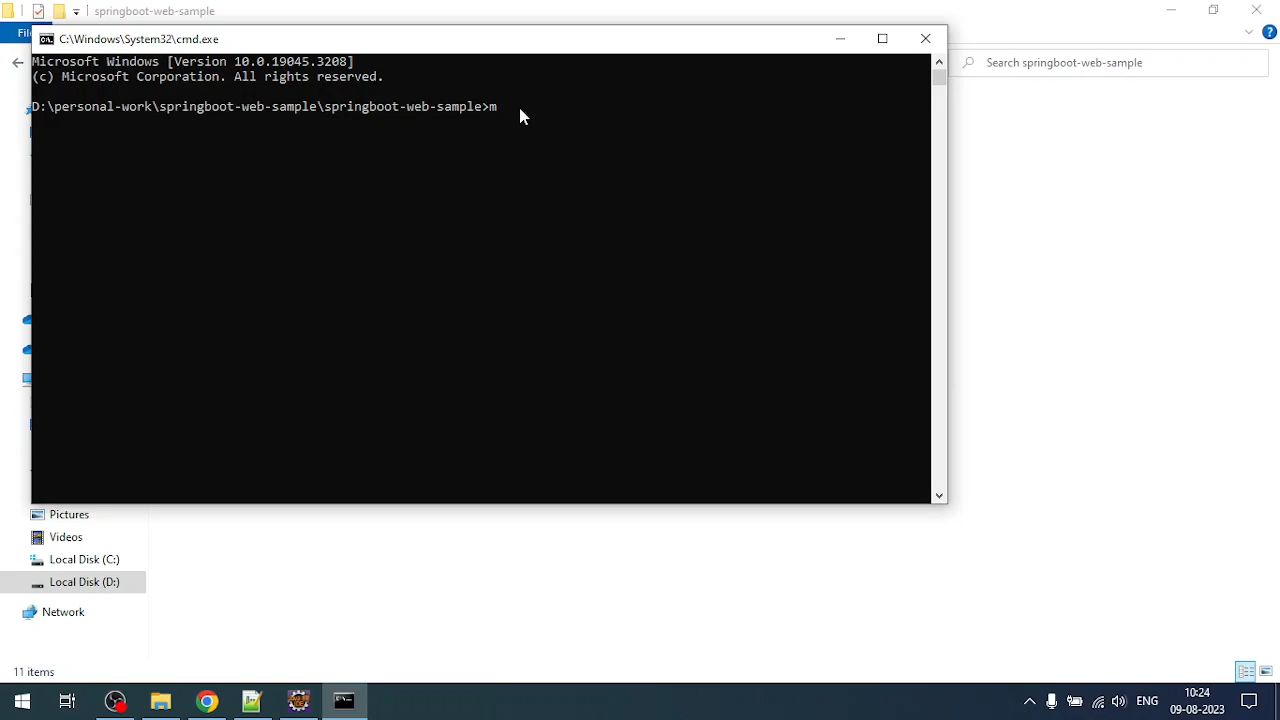 springboot-web-sample
C:\Windows\System32\cmd.exe
Microsoft Windows [Version 10.0.19045.3208]
(c) Microsoft Corporation. All rights reserved.
D:\personal-work\springboot-web-sample\springboot-web-sample>m
Search springboot-web-sample
Pictures
Videos
Local Disk (C:)
Local Disk (D:)
Network
11 items
ENG
10:24
09-08-2023